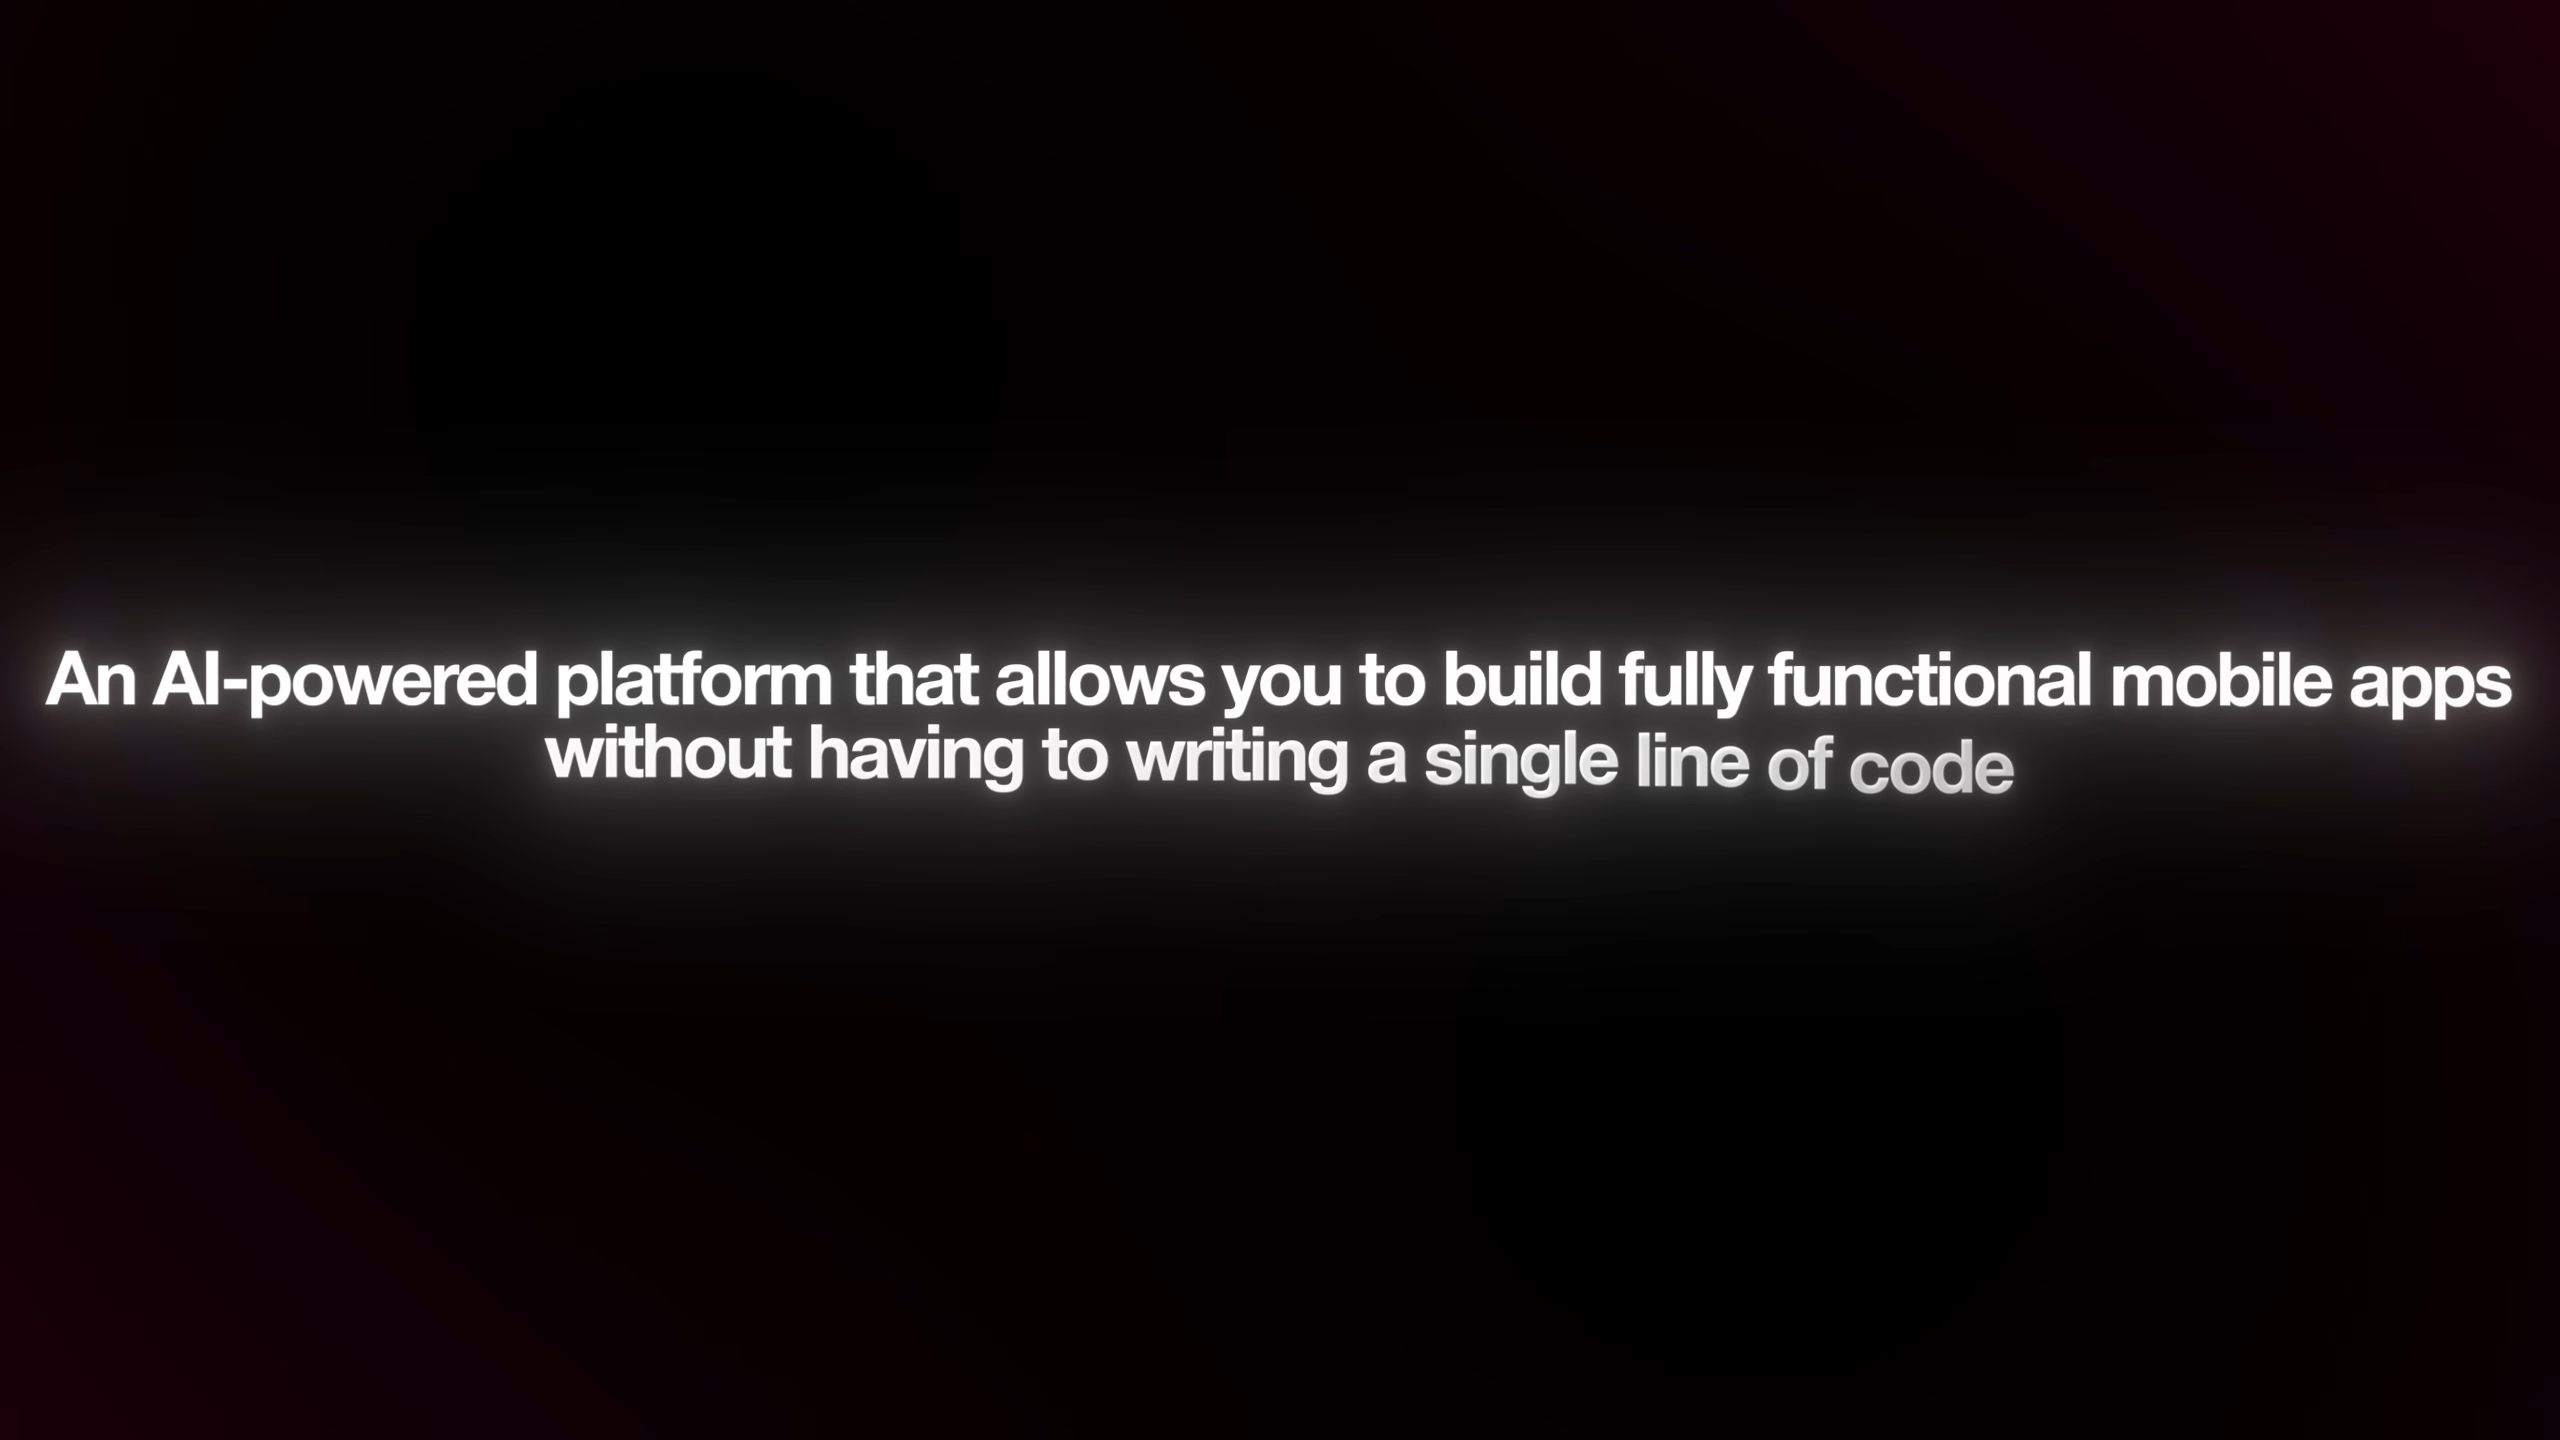 An AI-powered platform that allows you to build fully functional mobile apps
without having to writing a single line of code